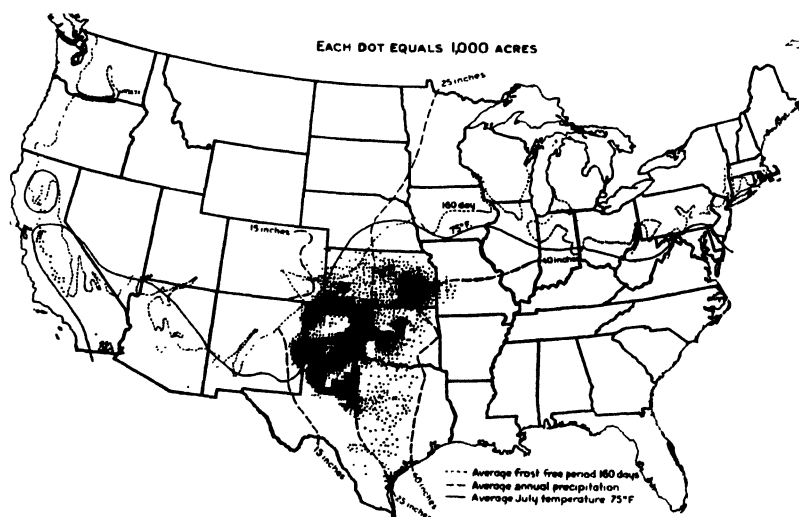 EACH DOT EQUALS 1,000 ACRES
25 inches
160 day
75°F
15 inches
40 inches
15 inches
40 inches
25 inches
Average frost free period 160 days
Average annual precipitation
Average July temperature 75°F